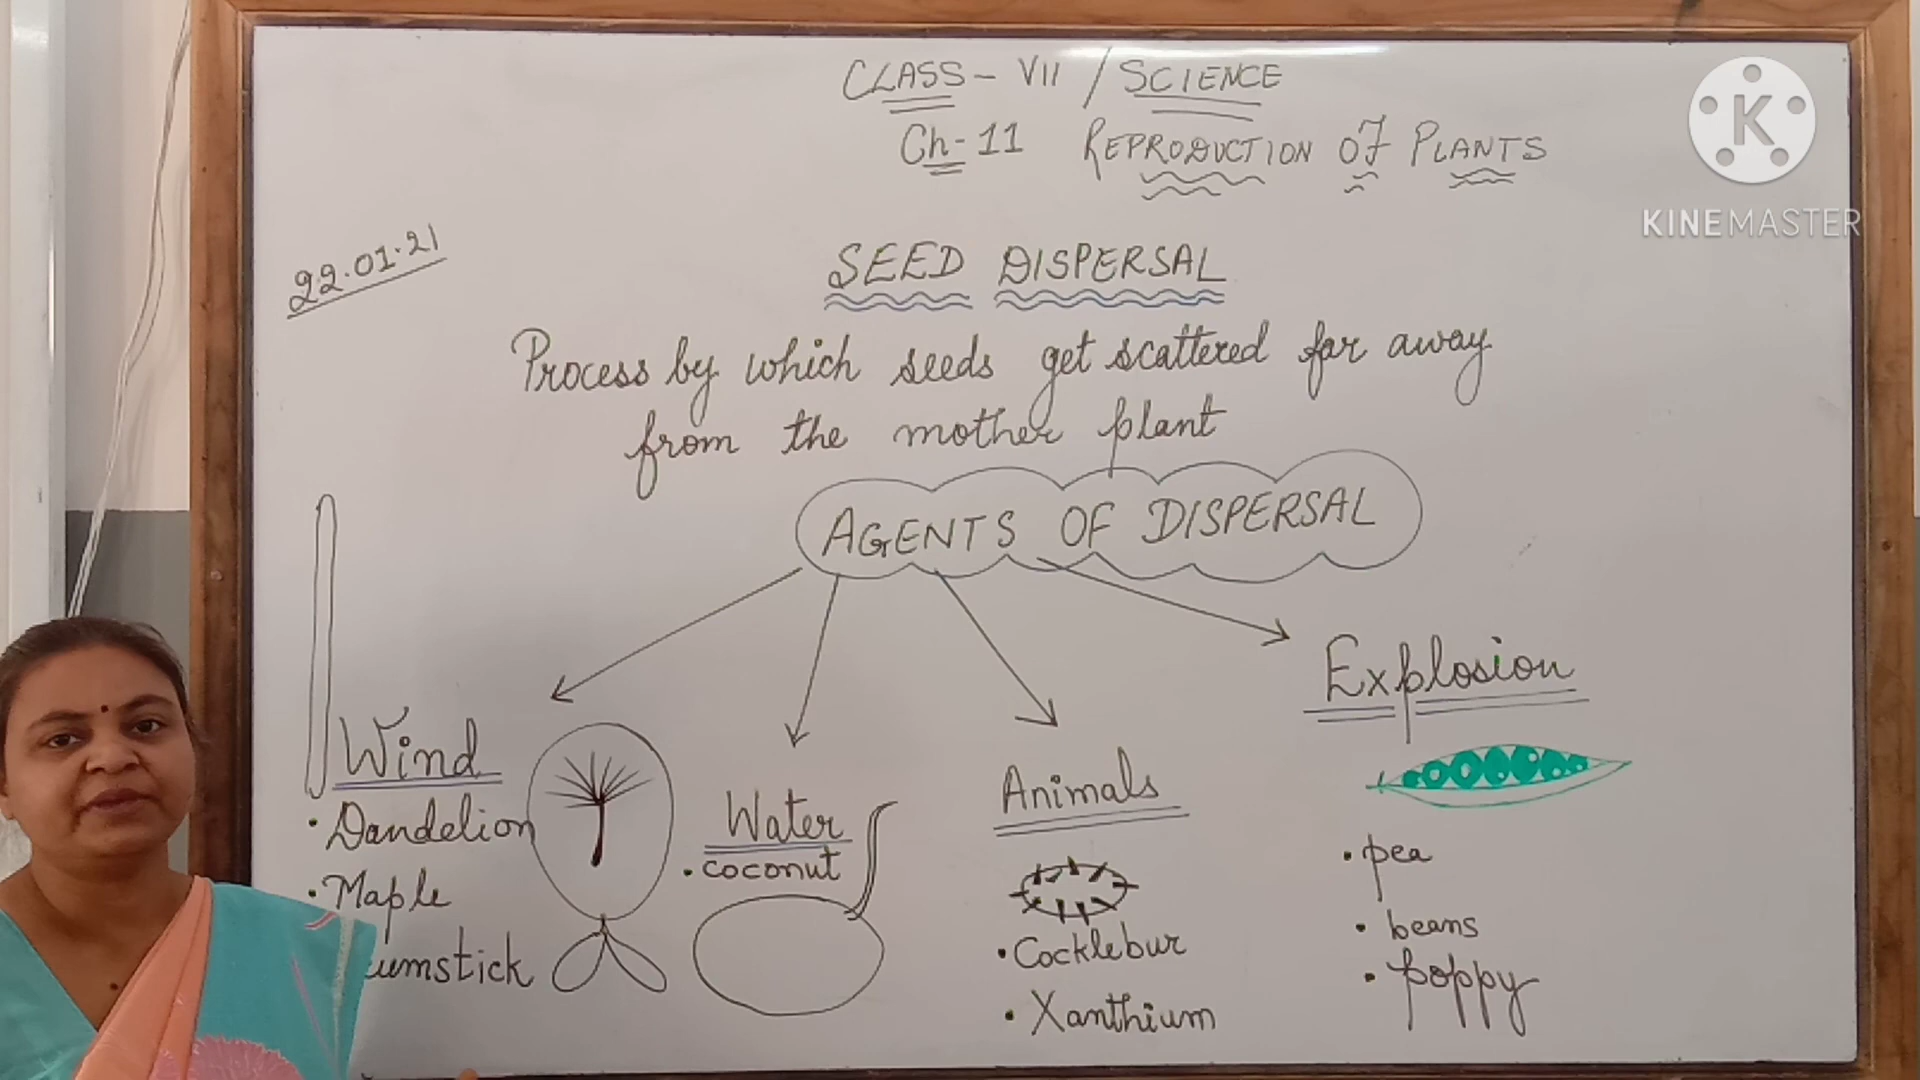 CLASS - VII / SCIENCE
Ch- 11 REPRODUCTION OF PLANTS
K
KINEMASTER
22.01.21
SEED DISPERSAL
Process by which seeds get scattered far away
from the mother plant
AGENTS OF DISPERSAL
Explosion
Wind
Animals
Water
• Dandelion
• coconut
• pea
• Maple
• beans
• Cocklebur
umstick
• poppy
• Xanthium